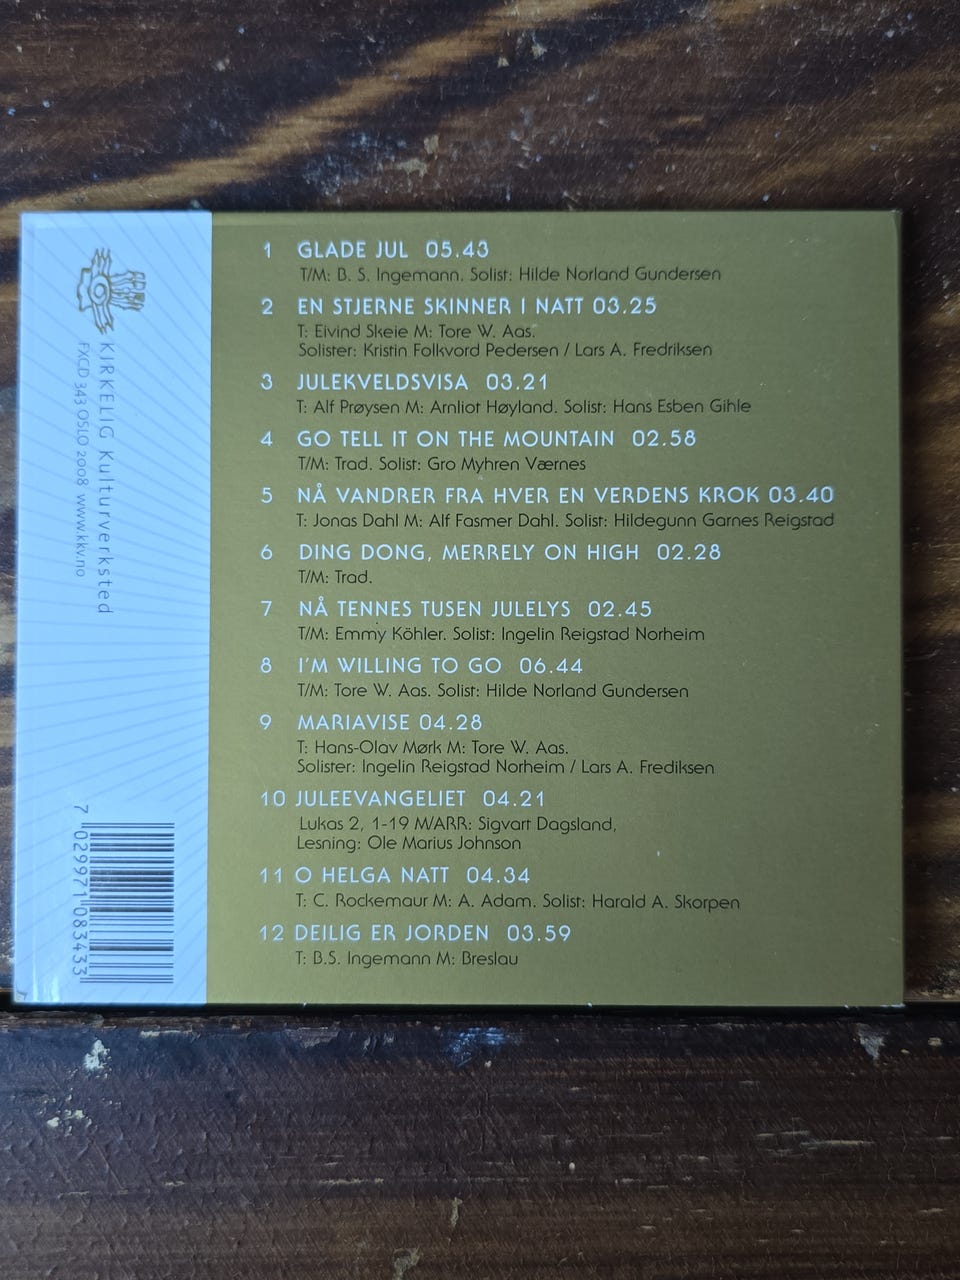 1 GLADE JUL 05.43
T/M: B. S. Ingemann. Solist: Hilde Norland Gundersen
2 EN STJERNE SKINNER I NATT 03.25
T: Eivind Skeie M: Tore W. Aas.
Solister: Kristin Folkvord Pedersen / Lars A. Fredriksen
3 JULEKVELDSVISA 03.21
T: Alf Prøysen M: Arnliot Høyland. Solist: Hans Esben Gihle
4 GO TELL IT ON THE MOUNTAIN 02.58
T/M: Trad. Solist: Gro Myhren Værnes
5 NÅ VANDRER FRA HVER EN VERDENS KROK 03.40
T: Jonas Dahl M: Alf Fasmer Dahl. Solist: Hildegunn Garnes Reigstad
6 DING DONG, MERRELY ON HIGH 02.28
T/M: Trad.
7 NÅ TENNES TUSEN JULELYS 02.45
T/M: Emmy Köhler. Solist: Ingelin Reigstad Norheim
8 I'M WILLING TO GO 06.44
T/M: Tore W. Aas. Solist: Hilde Norland Gundersen
9 MARIAVISE 04.28
T: Hans-Olav Mørk M: Tore W. Aas.
Solister: Ingelin Reigstad Norheim / Lars A. Frediksen
10 JULEEVANGELIET 04.21
Lukas 2, 1-19 M/ARR: Sigvart Dagsland,
Lesning: Ole Marius Johnson
11 O HELGA NATT 04.34
T: C. Rockemaur M: A. Adam. Solist: Harald A. Skorpen
12 DEILIG ER JORDEN 03.59
T: B.S. Ingemann M: Breslau
KIRKELIG Kulturverksted
FXCD 343 OSLO 2008 www.kkv.no
7 029971 083433